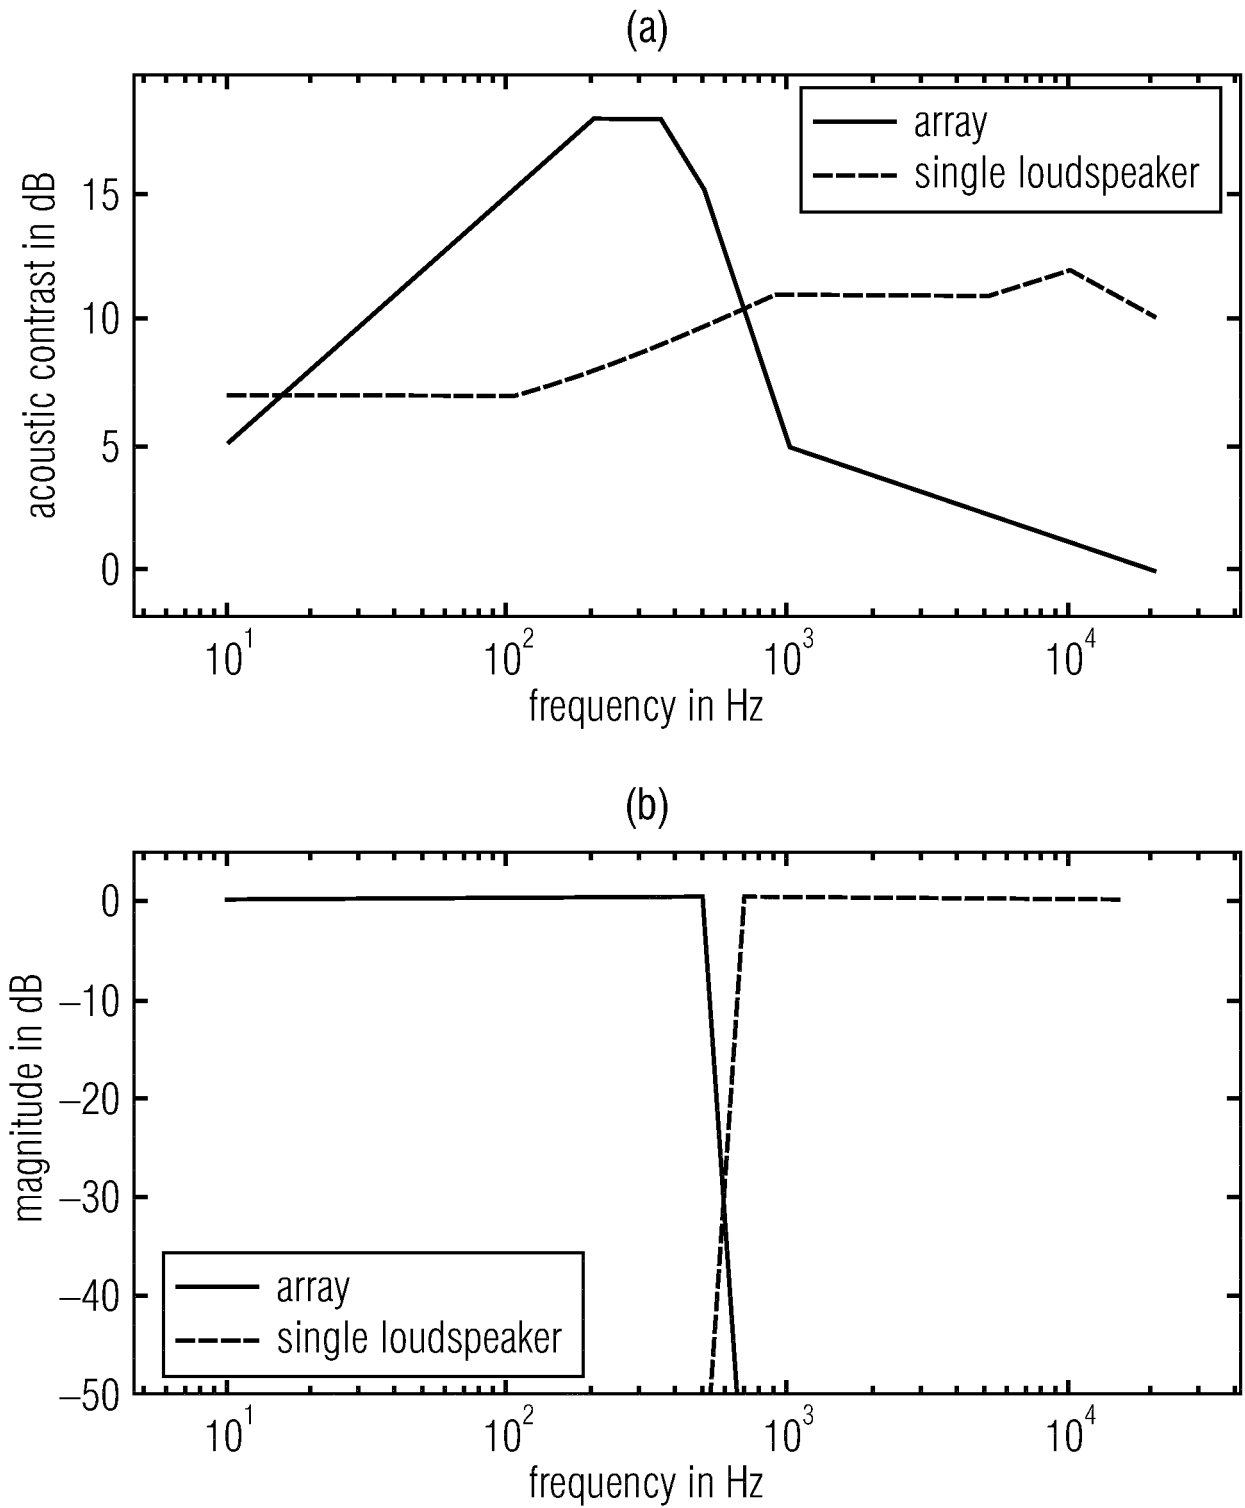 (a)
array
single loudspeaker
acoustic contrast in dB
15
10
5
0
10¹ 10² 10³ 10⁴
frequency in Hz
(b)
magnitude in dB
0
–10
–20
–30
–40
–50
array
single loudspeaker
10¹ 10² 10³ 10⁴
frequency in Hz